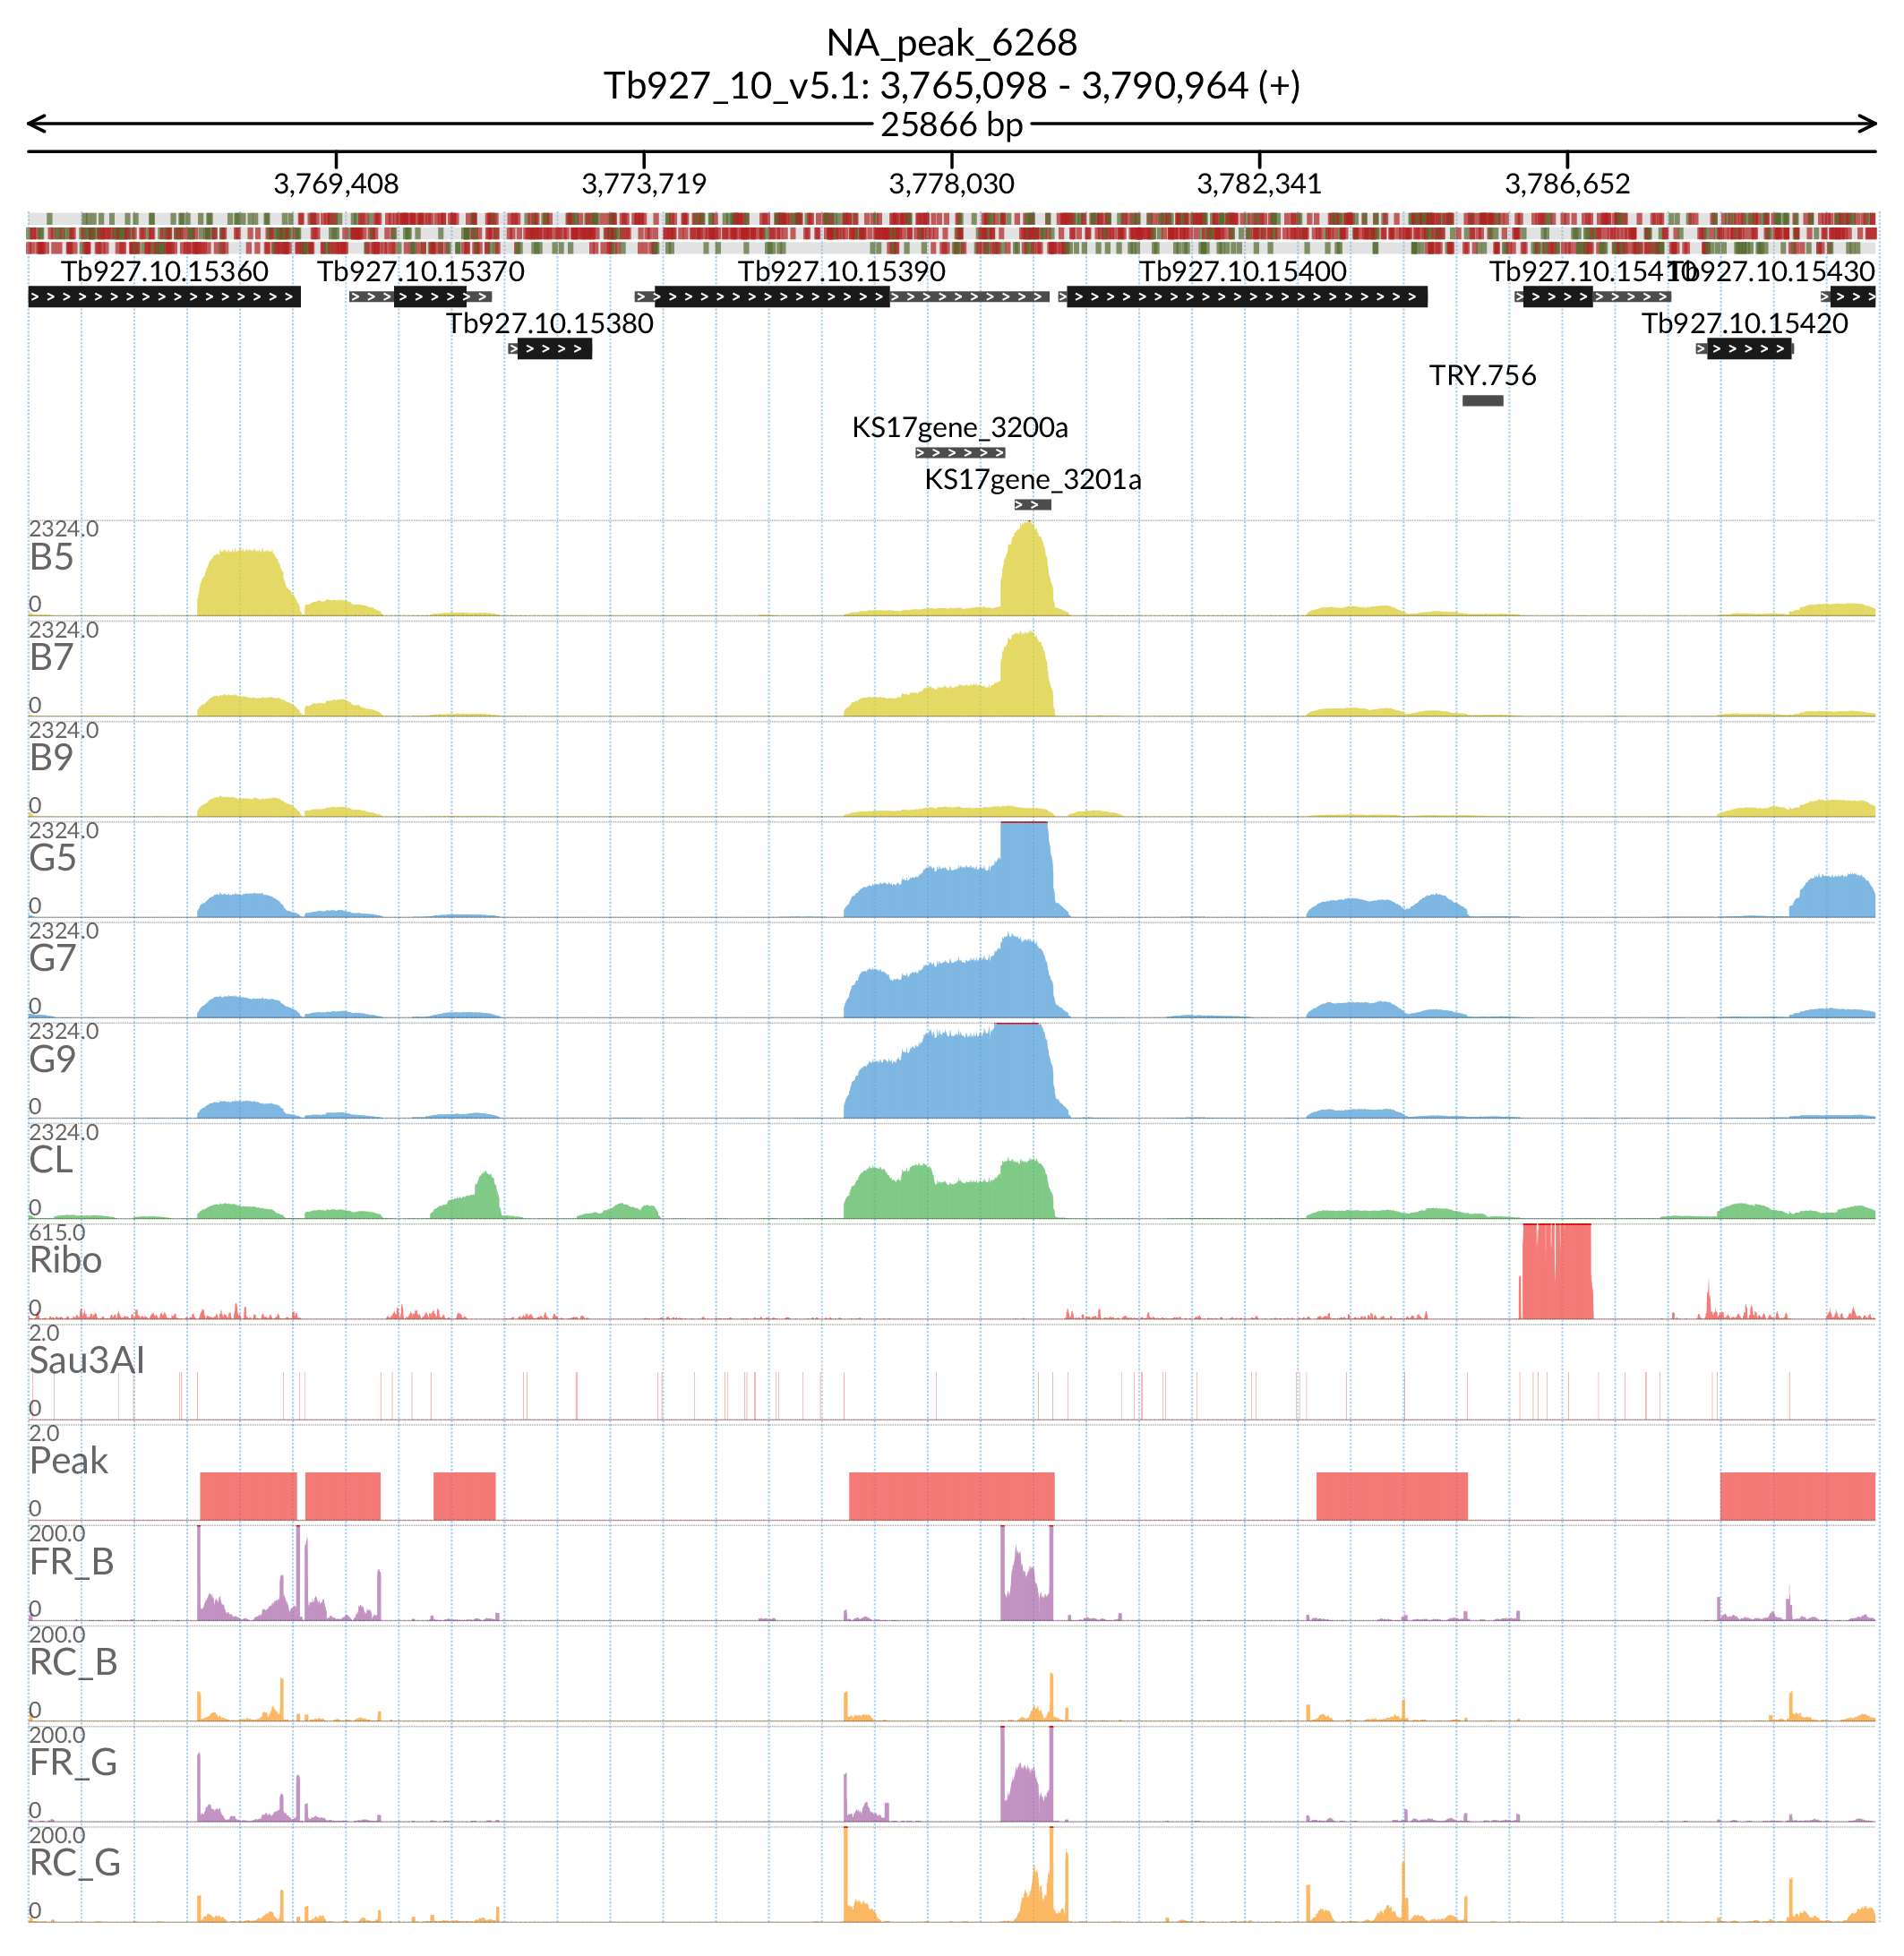 NA_peak_6268
Tb927_10_v5.1: 3,765,098 - 3,790,964 (+)
25866 bp
3,769,408 3,773,719 3,778,030 3,782,341 3,786,652
Tb927.10.15360 Tb927.10.15370 Tb927.10.15390 Tb927.10.15400 Tb927.10.15410 Tb927.10.15430
Tb927.10.15380 Tb927.10.15420
TRY.756
KS17gene_3200a
KS17gene_3201a
2324.0
B5
0
2324.0
B7
0
2324.0
B9
0
2324.0
G5
0
2324.0
G7
0
2324.0
G9
0
2324.0
CL
0
615.0
Ribo
0
2.0
Sau3AI
0
2.0
Peak
0
200.0
FR_B
0
200.0
RC_B
0
200.0
FR_G
0
200.0
RC_G
0